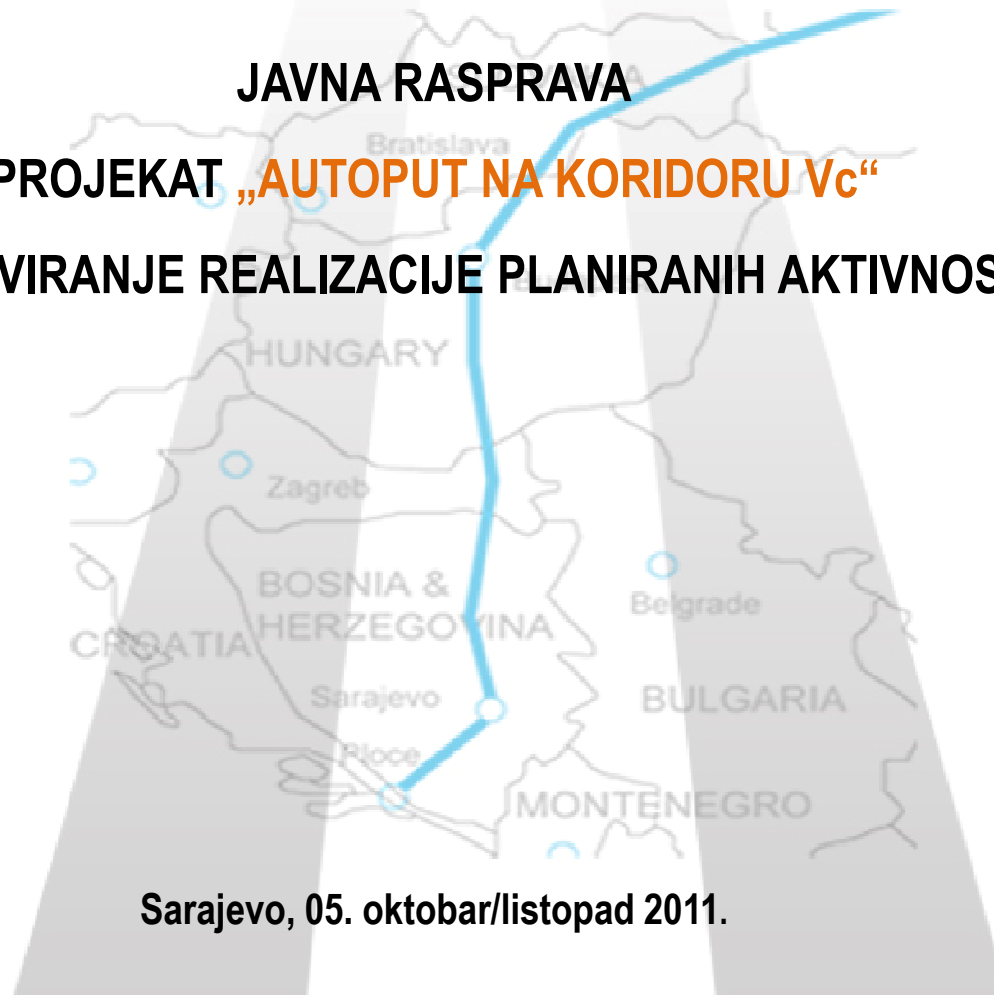 JAVNA RASPRAVA
Bratislava
PROJEKAT „AUTOPUT NA KORIDORU Vc“
VIRANJE REALIZACIJE PLANIRANIH AKTIVNOS
HUNGARY
Zagreb
BOSNIA &
HERZEGOVINA
Belgrade
CROATIA
Sarajevo
BULGARIA
Ploce
MONTENEGRO
Sarajevo, 05. oktobar/listopad 2011.